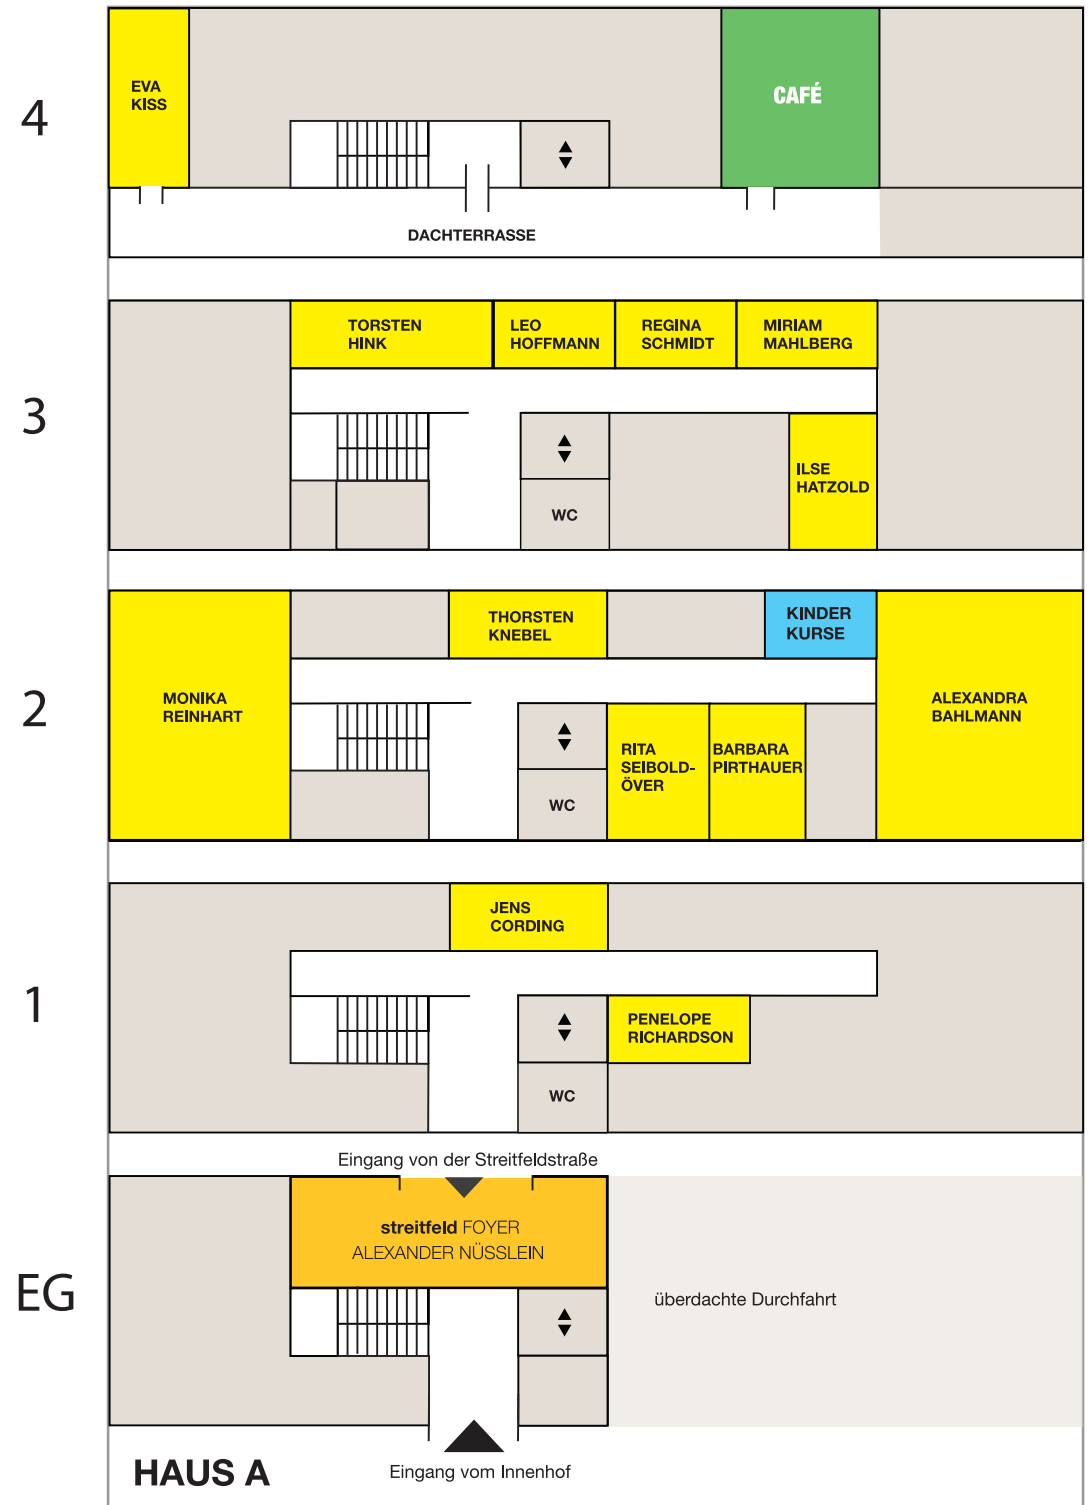 4
EVA
KISS
CAFÉ
DACHTERRASSE
3
TORSTEN
HINK
LEO
HOFFMANN
REGINA
SCHMIDT
MIRIAM
MAHLBERG
ILSE
HATZOLD
WC
2
MONIKA
REINHART
THORSTEN
KNEBEL
KINDER
KURSE
ALEXANDRA
BAHLMANN
RITA
SEIBOLD-
ÖVER
BARBARA
PIRTHAUER
WC
1
JENS
CORDING
PENELOPE
RICHARDSON
WC
Eingang von der Streitfeldstraße
EG
streitfeld FOYER
ALEXANDER NÜSSLEIN
überdachte Durchfahrt
HAUS A
Eingang vom Innenhof